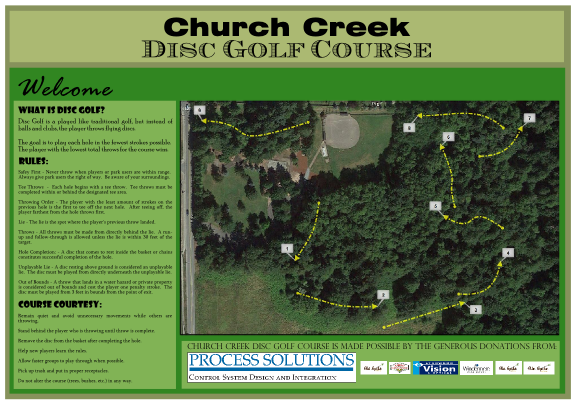 Church Creek
Disc Golf Course
Welcome
What is Disc Golf?
Disc Golf is a played like traditional golf, but instead of
balls and clubs, the player throws flying discs.
The goal is to play each hole in the fewest strokes possible.
The player with the lowest total throws for the course wins.
Rules:
Safety First - Never throw when players or park users are within range.
Always give park users the right of way. Be aware of your surroundings.
Tee Throws - Each hole begins with a tee throw. Tee throws must be
completed within or behind the designated tee area.
Throwing Order - The player with the least amount of strokes on the
previous hole is the first to tee off the next hole. After teeing off, the
player farthest from the hole throws first.
Lie - The lie is the spot where the player's previous throw landed.
Throws - All throws must be made from directly behind the lie. A run-
up and follow-through is allowed unless the lie is within 30 feet of the
target.
Hole Completion - A disc that comes to rest inside the basket or chains
constitutes successful completion of the hole.
Unplayable Lie - A disc resting above ground is considered an unplayable
lie. The disc must be played from directly underneath the unplayable lie.
Out of Bounds - A throw that lands in a water hazard or private property
is considered out of bounds and cost the player one penalty stroke. The
disc must be played from 3 feet in bounds from the point of exit.
Course Courtesy:
Remain quiet and avoid unnecessary movements while others are
throwing.
Stand behind the player who is throwing until throw is complete.
Remove the disc from the basket after completing the hole.
Help new players learn the rules.
Allow faster groups to play through when possible.
Pick up trash and put in proper receptacles.
Do not alter the course (trees, bushes, etc.) in any way.
9
8
7
6
5
4
1
2
3
Church Creek Disc Golf Course is made possible by the generous donations from:
PROCESS SOLUTIONS
Control System Design and Integration
Vision